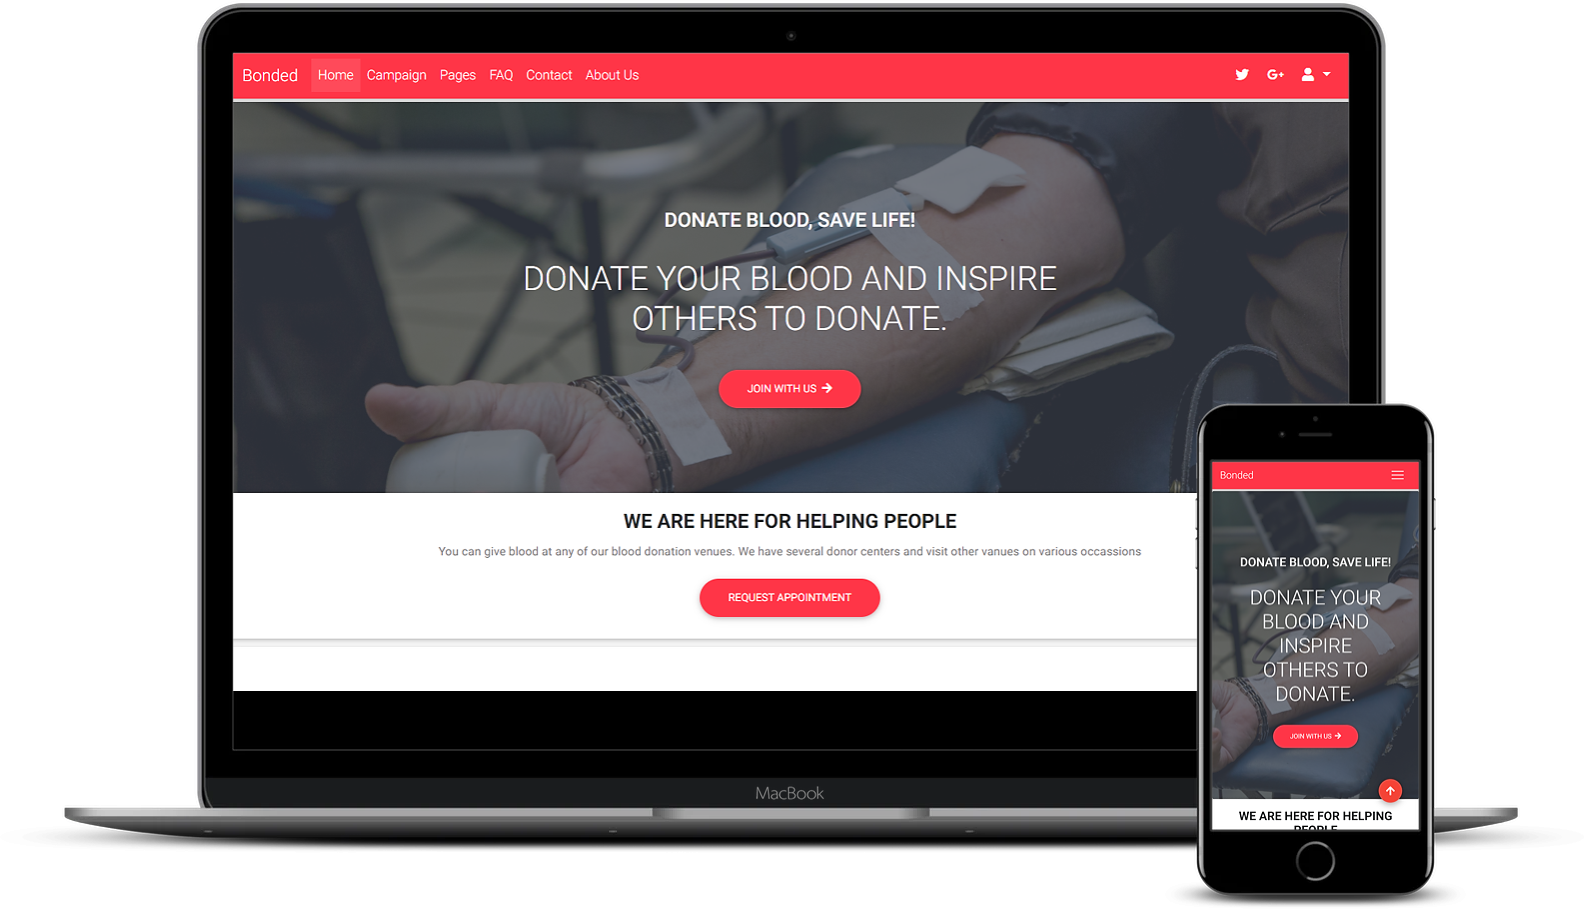 Bonded Home Campaign Pages FAQ Contact About Us G+
DONATE BLOOD, SAVE LIFE!
DONATE YOUR BLOOD AND INSPIRE
OTHERS TO DONATE.
JOIN WITH US
WE ARE HERE FOR HELPING PEOPLE
You can give blood at any of our blood donation venues. We have several donor centers and visit other vanues on various occassions
REQUEST APPOINTMENT
MacBook
Bonded
DONATE BLOOD, SAVE LIFE!
DONATE YOUR
BLOOD AND
INSPIRE
OTHERS TO
DONATE.
JOIN WITH US
WE ARE HERE FOR HELPING
PEOPLE